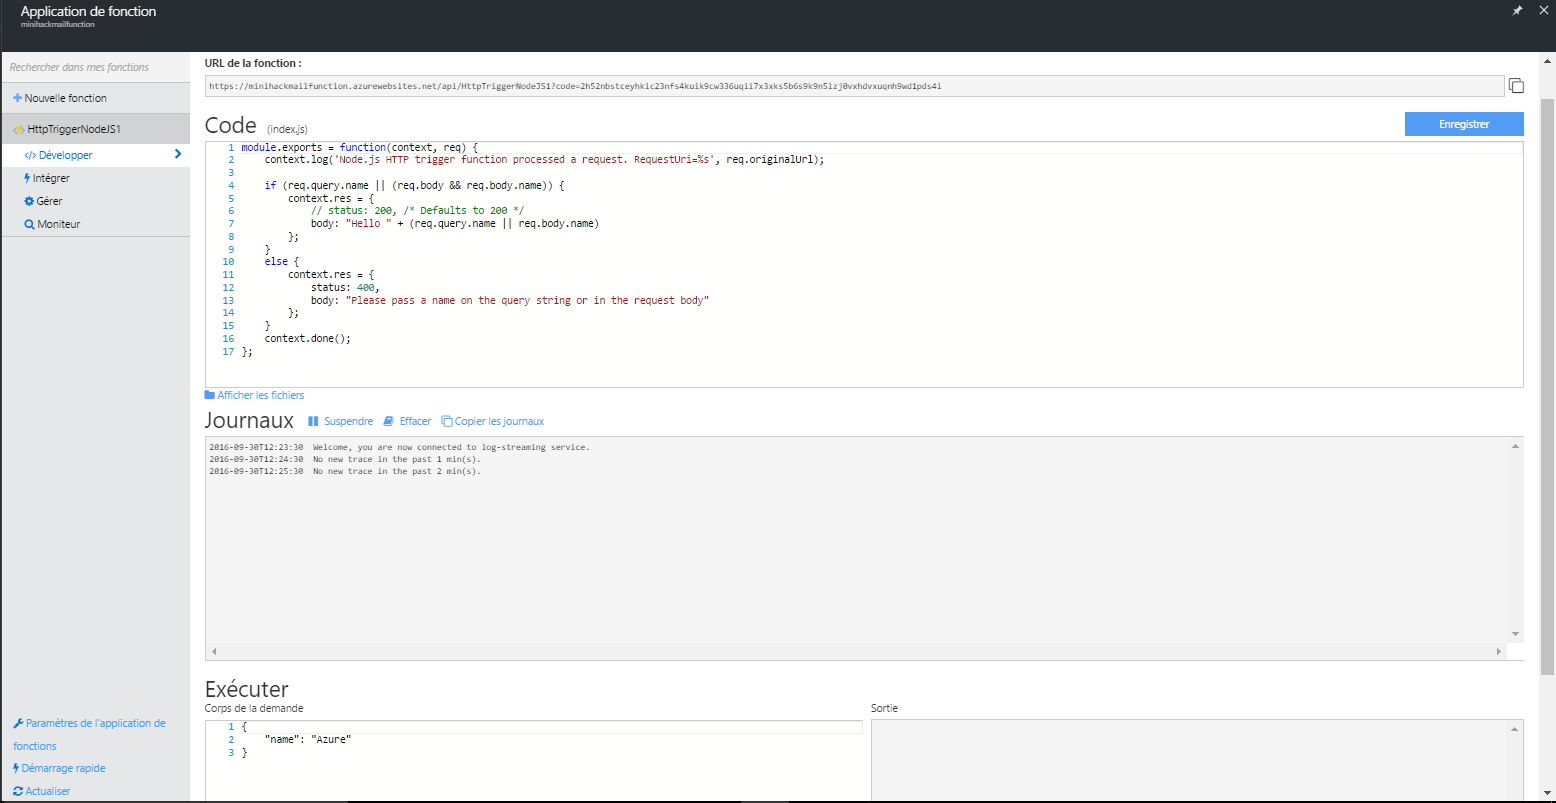 Application de fonction
minihackmailfunction
Rechercher dans mes fonctions
Nouvelle fonction
HttpTriggerNodeJS1
</> Développer
Intégrer
Gérer
Moniteur
Paramètres de l'application de
fonctions
Démarrage rapide
Actualiser
URL de la fonction :
https://minihackmailfunction.azurewebsites.net/api/HttpTriggerNodeJS1?code=2h52nbstceyhkic23nfs4kuik9cw336uqii7x3xks5b6s9k9n5lzj0vxhdvxuqnh9wd1pds4i
Code (index.js)
Enregistrer
1 module.exports = function(context, req) {
2     context.log('Node.js HTTP trigger function processed a request. RequestUri=%s', req.originalUrl);
3
4     if (req.query.name || (req.body && req.body.name)) {
5         context.res = {
6             // status: 200, /* Defaults to 200 */
7             body: "Hello " + (req.query.name || req.body.name)
8         };
9     }
10     else {
11         context.res = {
12             status: 400,
13             body: "Please pass a name on the query string or in the request body"
14         };
15     }
16     context.done();
17 };
Afficher les fichiers
Journaux Suspendre Effacer Copier les journaux
2016-09-30T12:23:30  Welcome, you are now connected to log-streaming service.
2016-09-30T12:24:30  No new trace in the past 1 min(s).
2016-09-30T12:25:30  No new trace in the past 2 min(s).
Exécuter
Corps de la demande
1 {
2     "name": "Azure"
3 }
Sortie